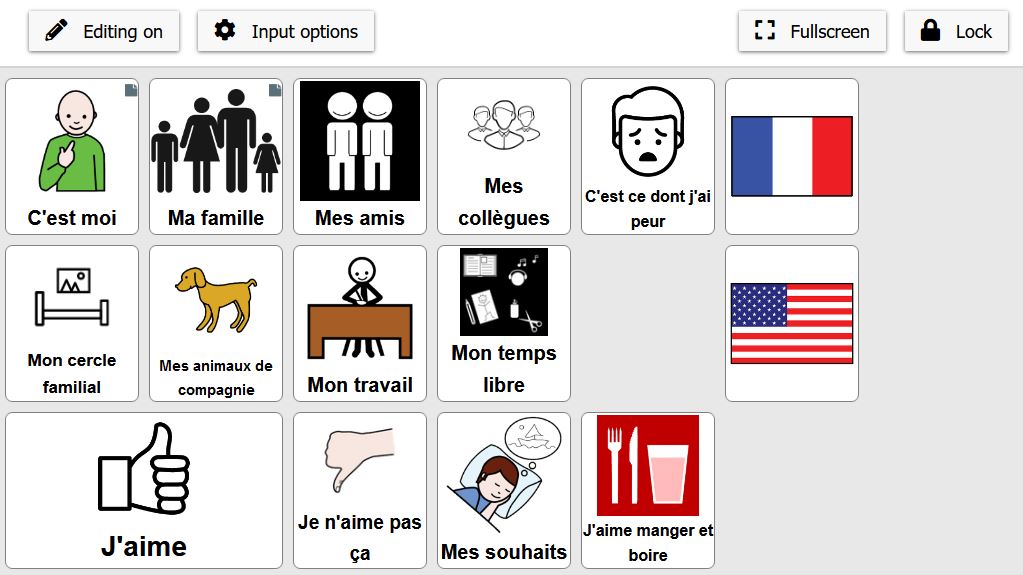 Editing on
Input options
Fullscreen
Lock
C'est moi
Ma famille
Mes amis
Mes
collègues
C'est ce dont j'ai
peur
Mon cercle
familial
Mes animaux de
compagnie
Mon travail
Mon temps
libre
J'aime
Je n'aime pas
ça
Mes souhaits
J'aime manger et
boire